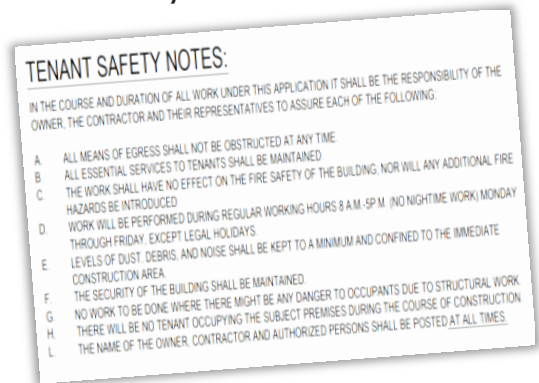 TENANT SAFETY NOTES:
IN THE COURSE AND DURATION OF ALL WORK UNDER THIS APPLICATION IT SHALL BE THE RESPONSIBILITY OF THE
OWNER, THE CONTRACTOR AND THEIR REPRESENTATIVES TO ASSURE EACH OF THE FOLLOWING:
A. ALL MEANS OF EGRESS SHALL NOT BE OBSTRUCTED AT ANY TIME.
B. ALL ESSENTIAL SERVICES TO TENANTS SHALL BE MAINTAINED.
C. THE WORK SHALL HAVE NO EFFECT ON THE FIRE SAFETY OF THE BUILDING, NOR WILL ANY ADDITIONAL FIRE
HAZARDS BE INTRODUCED
D. WORK WILL BE PERFORMED DURING REGULAR WORKING HOURS 8 A.M.-5P.M. (NO NIGHTIME WORK) MONDAY
THROUGH FRIDAY, EXCEPT LEGAL HOLIDAYS.
E. LEVELS OF DUST, DEBRIS, AND NOISE SHALL BE KEPT TO A MINIMUM AND CONFINED TO THE IMMEDIATE
CONSTRUCTION AREA.
F. THE SECURITY OF THE BUILDING SHALL BE MAINTAINED.
G. NO WORK TO BE DONE WHERE THERE MIGHT BE ANY DANGER TO OCCUPANTS DUE TO STRUCTURAL WORK.
H. THERE WILL BE NO TENANT OCCUPYING THE SUBJECT PREMISES DURING THE COURSE OF CONSTRUCTION
L. THE NAME OF THE OWNER, CONTRACTOR AND AUTHORIZED PERSONS SHALL BE POSTED AT ALL TIMES.